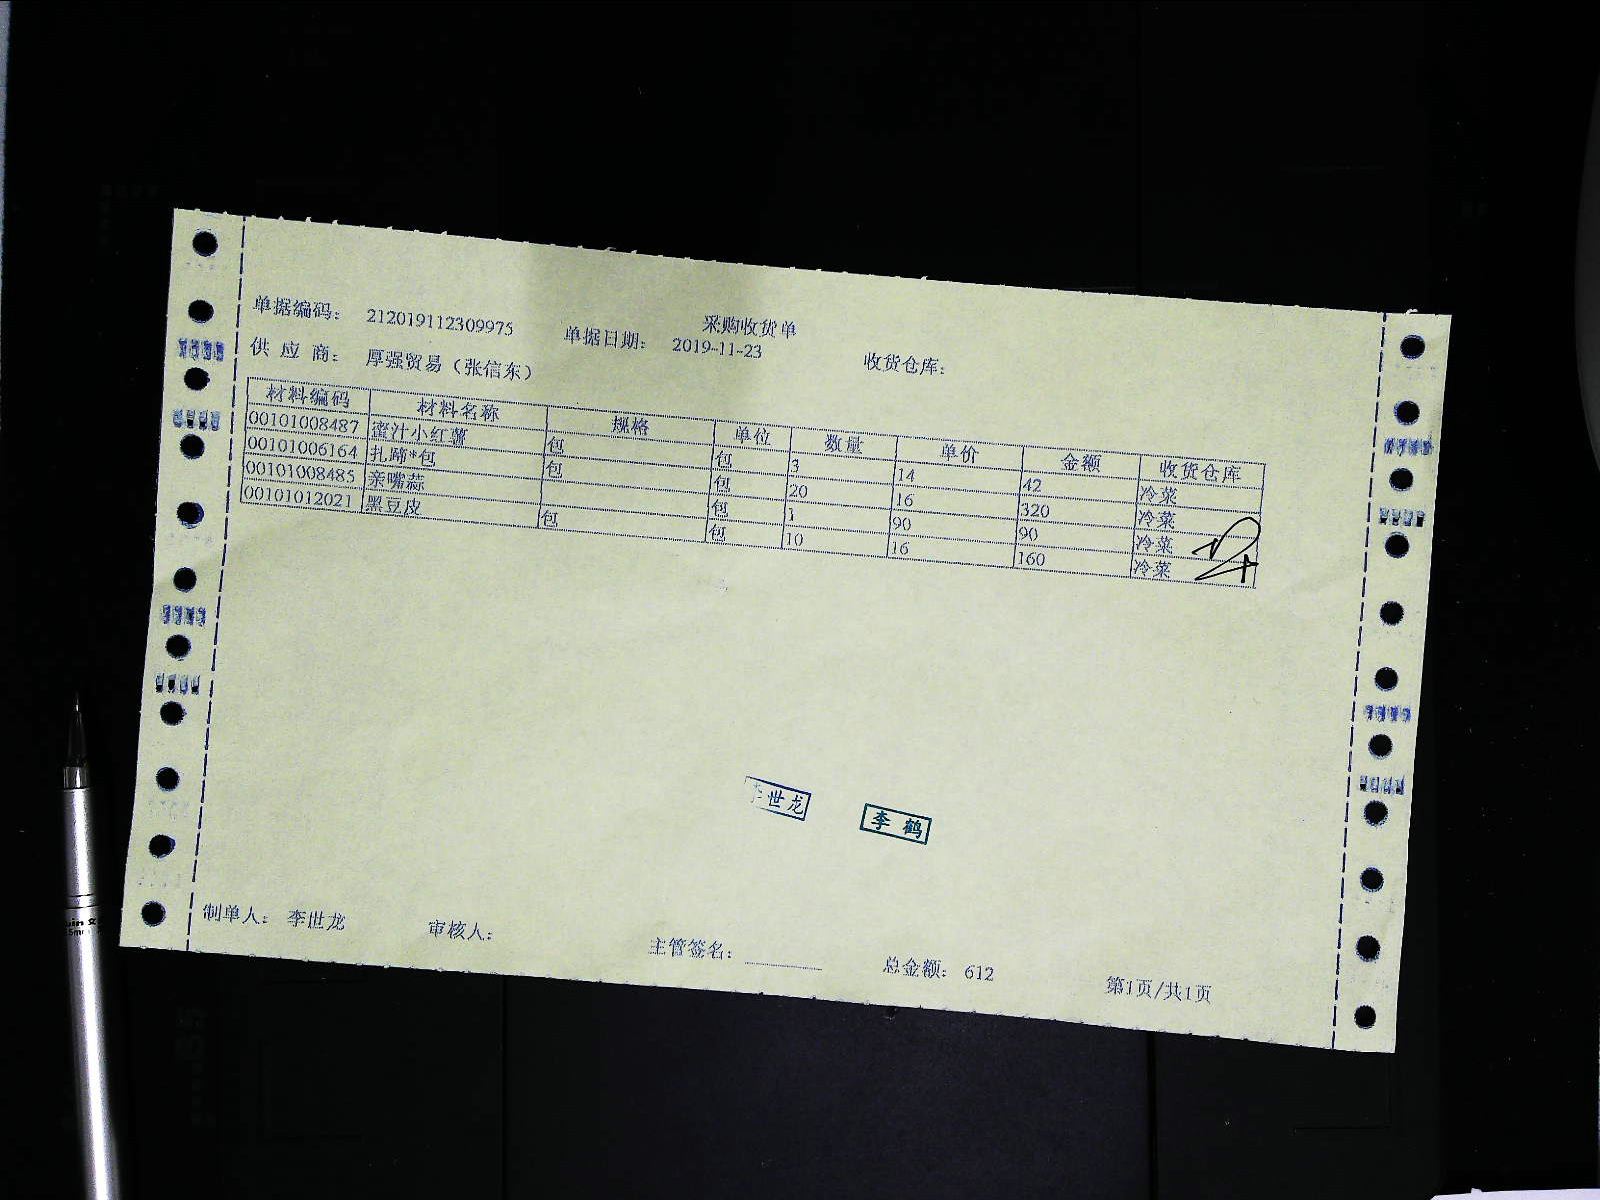 采购收货单
单据编码： 212019112309975 单据日期： 2019-11-23 收货仓库：
供 应 商： 厚强贸易（张信东）
材料编码 材料名称 规格 单位 数量 单价 金额 收货仓库
00101008487 蜜汁小红薯 包 包 3 14 42 冷菜
00101006164 扎蹄*包 包 包 20 16 320 冷菜
00101008485 亲嘴蒜 包 1 90 90 冷菜
00101012021 黑豆皮 包 包 10 16 160 冷菜
李世龙 李鹤
制单人： 李世龙 审核人： 主管签名： 总金额： 612 第1页/共1页